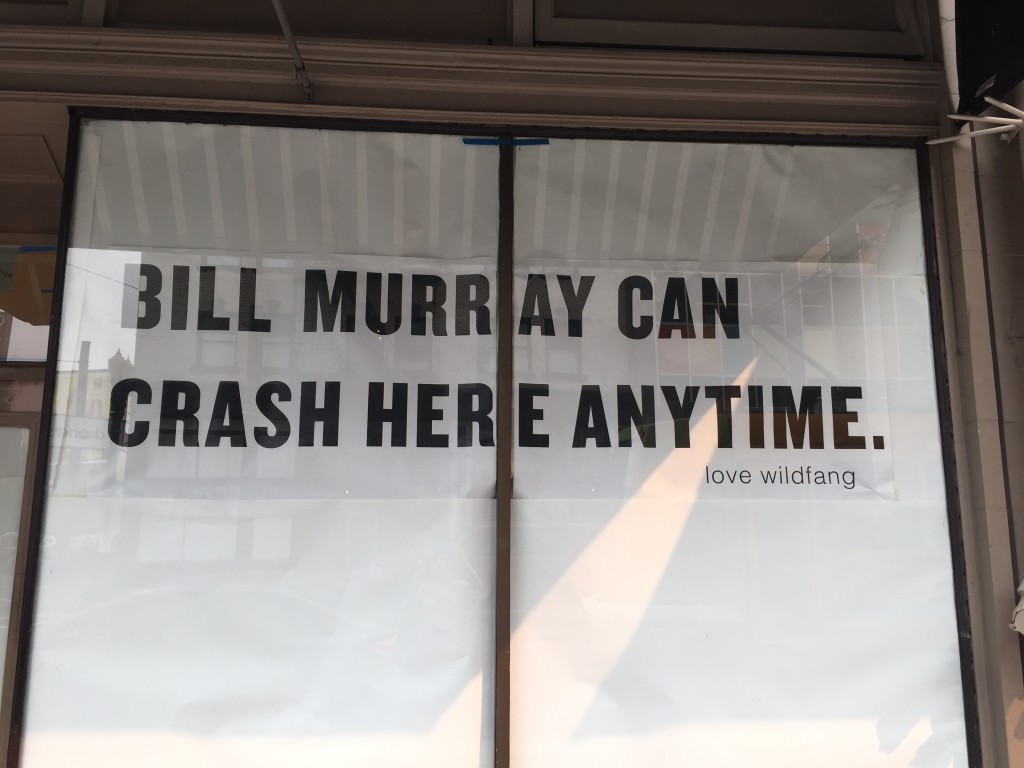 BILL MURRAY CAN
CRASH HERE ANYTIME.
love wildfang